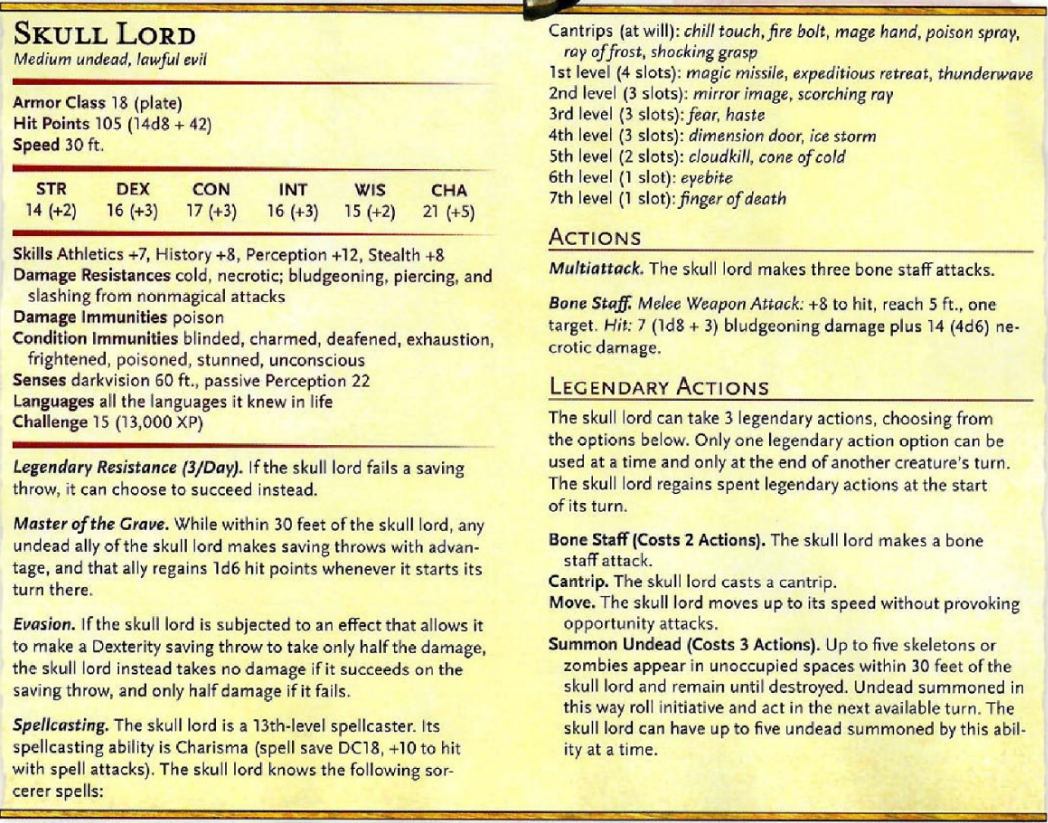 SKULL LORD
Medium undead, lawful evil
Armor Class 18 (plate)
Hit Points 105 (14d8 + 42)
Speed 30 ft.
STR DEX CON INT WIS CHA
14 (+2) 16 (+3) 17 (+3) 16 (+3) 15 (+2) 21 (+5)
Skills Athletics +7, History +8, Perception +12, Stealth +8
Damage Resistances cold, necrotic; bludgeoning, piercing, and
slashing from nonmagical attacks
Damage Immunities poison
Condition Immunities blinded, charmed, deafened, exhaustion,
frightened, poisoned, stunned, unconscious
Senses darkvision 60 ft., passive Perception 22
Languages all the languages it knew in life
Challenge 15 (13,000 XP)
Legendary Resistance (3/Day). If the skull lord fails a saving
throw, it can choose to succeed instead.
Master of the Grave. While within 30 feet of the skull lord, any
undead ally of the skull lord makes saving throws with advan-
tage, and that ally regains 1d6 hit points whenever it starts its
turn there.
Evasion. If the skull lord is subjected to an effect that allows it
to make a Dexterity saving throw to take only half the damage,
the skull lord instead takes no damage if it succeeds on the
saving throw, and only half damage if it fails.
Spellcasting. The skull lord is a 13th-level spellcaster. Its
spellcasting ability is Charisma (spell save DC18, +10 to hit
with spell attacks). The skull lord knows the following sor-
cerer spells:
Cantrips (at will): chill touch, fire bolt, mage hand, poison spray,
ray of frost, shocking grasp
1st level (4 slots): magic missile, expeditious retreat, thunderwave
2nd level (3 slots): mirror image, scorching ray
3rd level (3 slots): fear, haste
4th level (3 slots): dimension door, ice storm
5th level (2 slots): cloudkill, cone of cold
6th level (1 slot): eyebite
7th level (1 slot): finger of death
ACTIONS
Multiattack. The skull lord makes three bone staff attacks.
Bone Staff. Melee Weapon Attack: +8 to hit, reach 5 ft., one
target. Hit: 7 (1d8 + 3) bludgeoning damage plus 14 (4d6) ne-
crotic damage.
LEGENDARY ACTIONS
The skull lord can take 3 legendary actions, choosing from
the options below. Only one legendary action option can be
used at a time and only at the end of another creature's turn.
The skull lord regains spent legendary actions at the start
of its turn.
Bone Staff (Costs 2 Actions). The skull lord makes a bone
staff attack.
Cantrip. The skull lord casts a cantrip.
Move. The skull lord moves up to its speed without provoking
opportunity attacks.
Summon Undead (Costs 3 Actions). Up to five skeletons or
zombies appear in unoccupied spaces within 30 feet of the
skull lord and remain until destroyed. Undead summoned in
this way roll initiative and act in the next available turn. The
skull lord can have up to five undead summoned by this abil-
ity at a time.